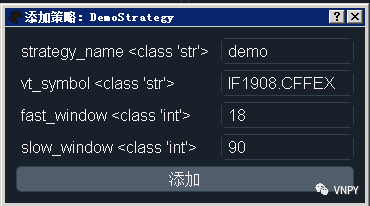 添加策略：DemoStrategy
strategy_name <class 'str'> demo
vt_symbol <class 'str'> IF1908.CFFEX
fast_window <class 'int'> 18
slow_window <class 'int'> 90
添加
VNPY